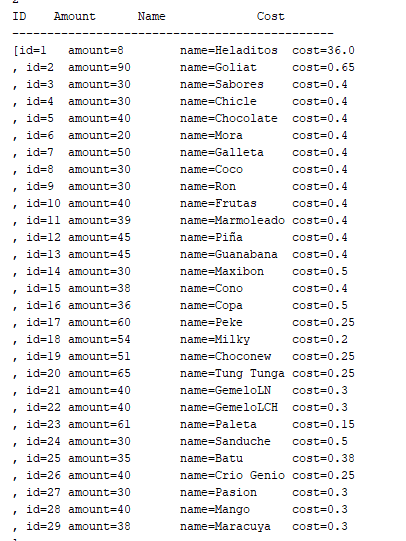 2
ID    Amount      Name             Cost
----------------------------------------------
[id=1   amount=8        name=Heladitos  cost=36.0
, id=2  amount=90       name=Goliat     cost=0.65
, id=3  amount=30       name=Sabores    cost=0.4
, id=4  amount=30       name=Chicle     cost=0.4
, id=5  amount=40       name=Chocolate  cost=0.4
, id=6  amount=20       name=Mora       cost=0.4
, id=7  amount=50       name=Galleta    cost=0.4
, id=8  amount=30       name=Coco       cost=0.4
, id=9  amount=30       name=Ron        cost=0.4
, id=10 amount=40       name=Frutas     cost=0.4
, id=11 amount=39       name=Marmoleado cost=0.4
, id=12 amount=45       name=Piña       cost=0.4
, id=13 amount=45       name=Guanabana  cost=0.4
, id=14 amount=30       name=Maxibon    cost=0.5
, id=15 amount=38       name=Cono       cost=0.4
, id=16 amount=36       name=Copa       cost=0.5
, id=17 amount=60       name=Peke       cost=0.25
, id=18 amount=54       name=Milky      cost=0.2
, id=19 amount=51       name=Choconew   cost=0.25
, id=20 amount=65       name=Tung Tunga cost=0.25
, id=21 amount=40       name=GemeloLN   cost=0.3
, id=22 amount=40       name=GemeloLCH  cost=0.3
, id=23 amount=61       name=Paleta     cost=0.15
, id=24 amount=30       name=Sanduche   cost=0.5
, id=25 amount=35       name=Batu       cost=0.38
, id=26 amount=40       name=Crio Genio cost=0.25
, id=27 amount=30       name=Pasion     cost=0.3
, id=28 amount=40       name=Mango      cost=0.3
, id=29 amount=38       name=Maracuya   cost=0.3